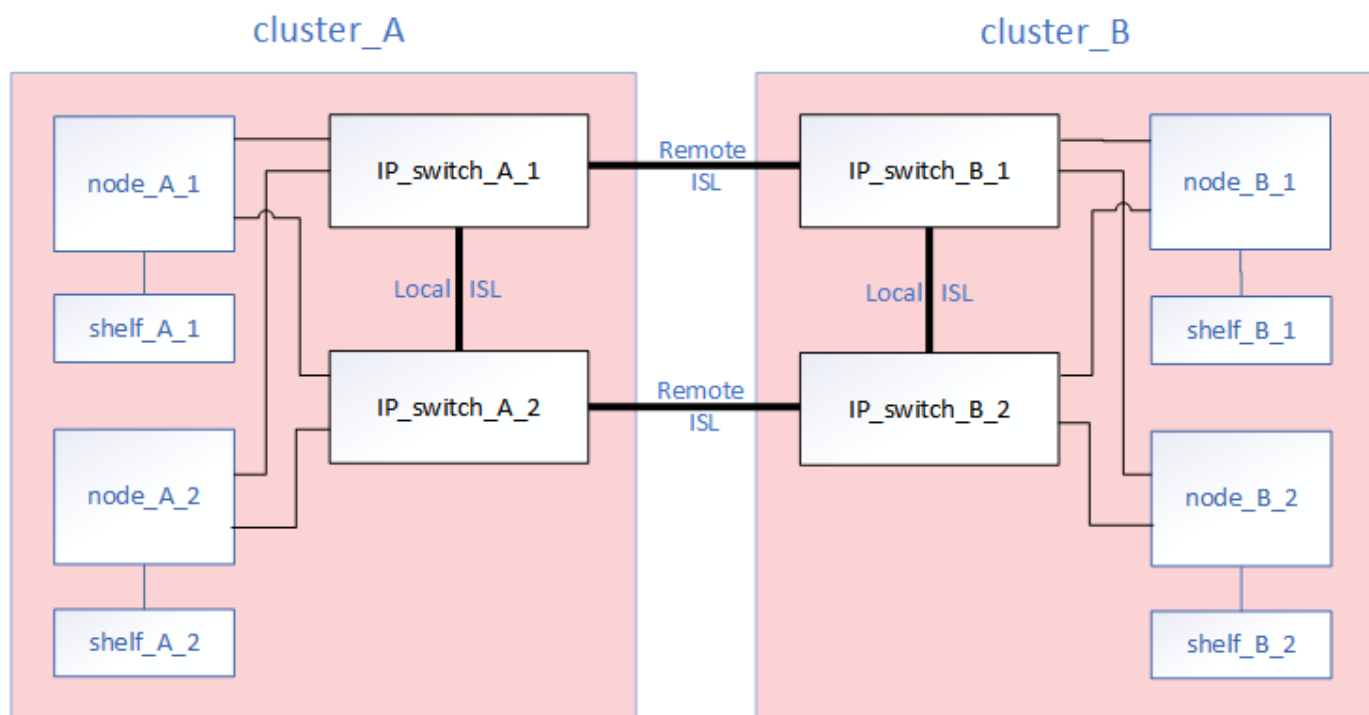 cluster_A
cluster_B
node_A_1
IP_switch_A_1
Remote
ISL
IP_switch_B_1
node_B_1
shelf_A_1
Local ISL
Local ISL
shelf_B_1
node_A_2
IP_switch_A_2
Remote
ISL
IP_switch_B_2
node_B_2
shelf_A_2
shelf_B_2